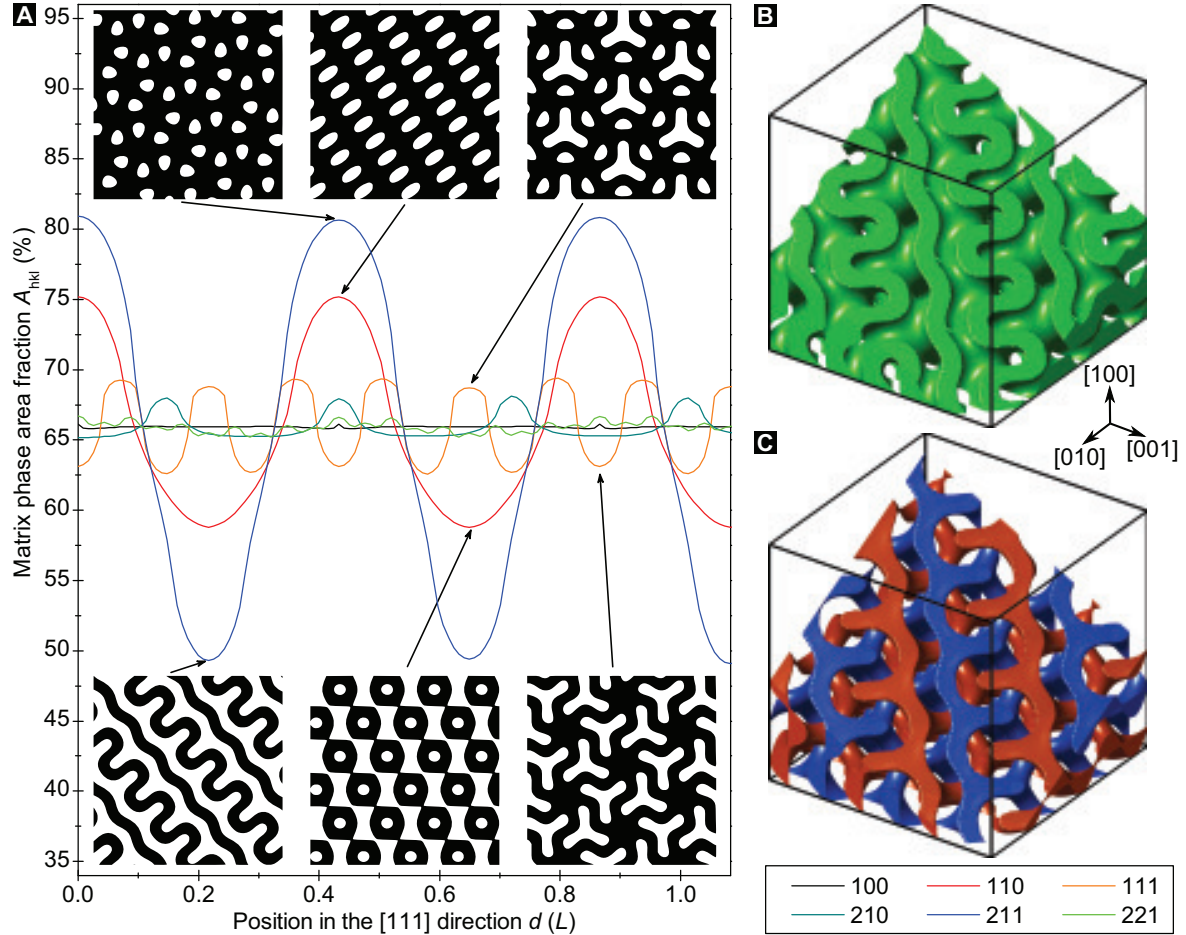 A
95
90
85
80
75
70
65
60
55
50
45
40
35
Matrix phase area fraction A_hkl (%)
0.0 0.2 0.4 0.6 0.8 1.0
Position in the [111] direction d (L)
B
[100]
[010] [001]
C
100 110 111
210 211 221